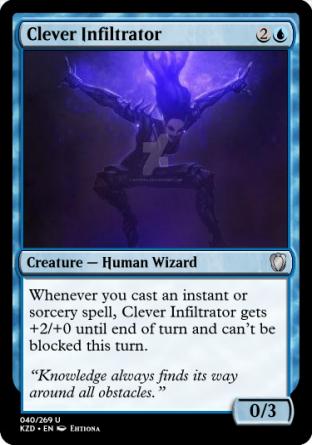 Clever Infiltrator 2
Creature — Human Wizard
Whenever you cast an instant or
sorcery spell, Clever Infiltrator gets
+2/+0 until end of turn and can't be
blocked this turn.
"Knowledge always finds its way
around all obstacles."
0/3
040/269 U
KZD • EN Ehtiona